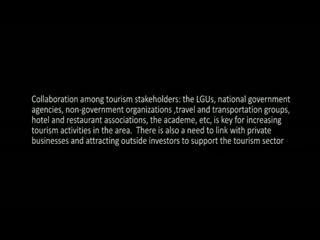 Collaboration among tourism stakeholders: the LGUs, national government
agencies, non-government organizations ,travel and transportation groups,
hotel and restaurant associations, the academe, etc, is key for increasing
tourism activities in the area.  There is also a need to link with private
businesses and attracting outside investors to support the tourism sector